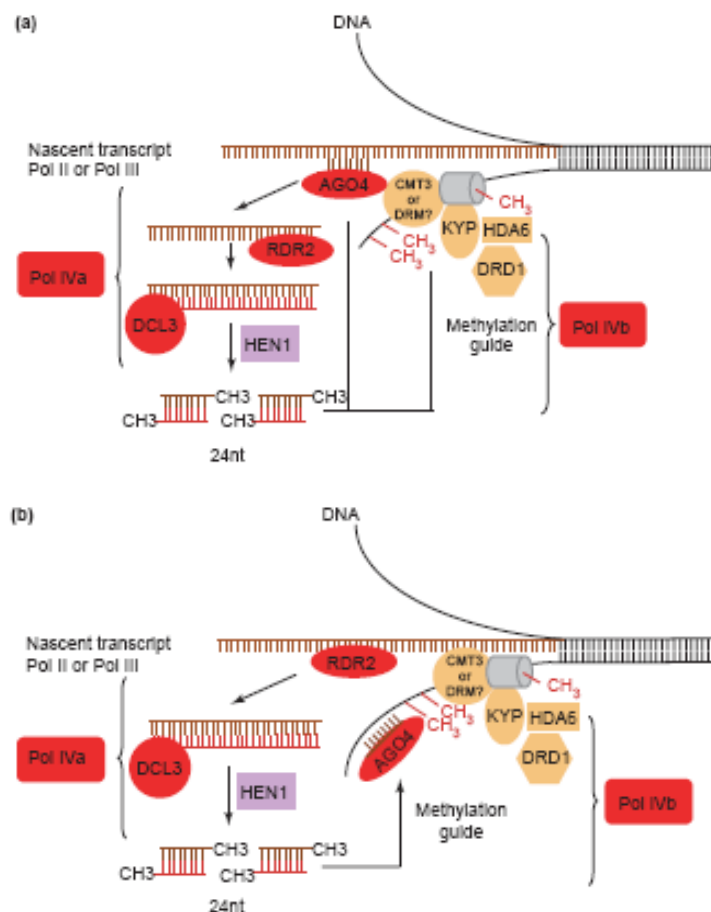 (a)
DNA
Nascent transcript
Pol II or Pol III
AGO4
CMT3
or
DRM?
CH3
KYP
HDA6
CH3
CH3
RDR2
DRD1
Pol IVa
DCL3
HEN1
Methylation
guide
Pol IVb
CH3
CH3
CH3
CH3
24nt
(b)
DNA
Nascent transcript
Pol II or Pol III
RDR2
CMT3
or
DRM?
CH3
CH3
CH3
KYP
HDA6
AGO4
DRD1
Pol IVa
DCL3
HEN1
Methylation
guide
Pol IVb
CH3
CH3
CH3
CH3
24nt